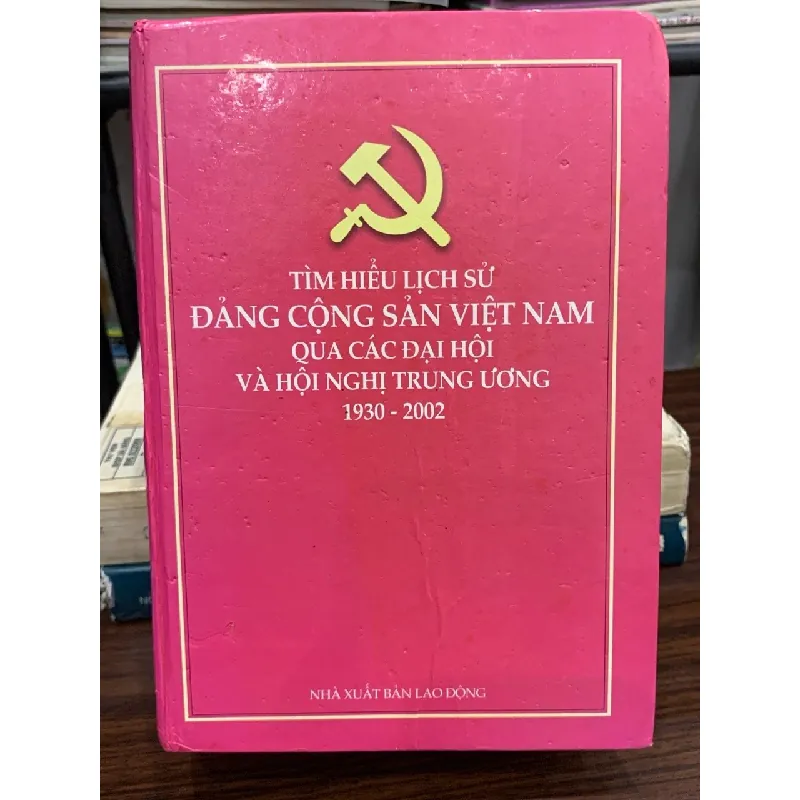 TÌM HIỂU LỊCH SỬ
ĐẢNG CỘNG SẢN VIỆT NAM
QUA CÁC ĐẠI HỘI
VÀ HỘI NGHỊ TRUNG ƯƠNG
1930 - 2002
NHÀ XUẤT BẢN LAO ĐỘNG